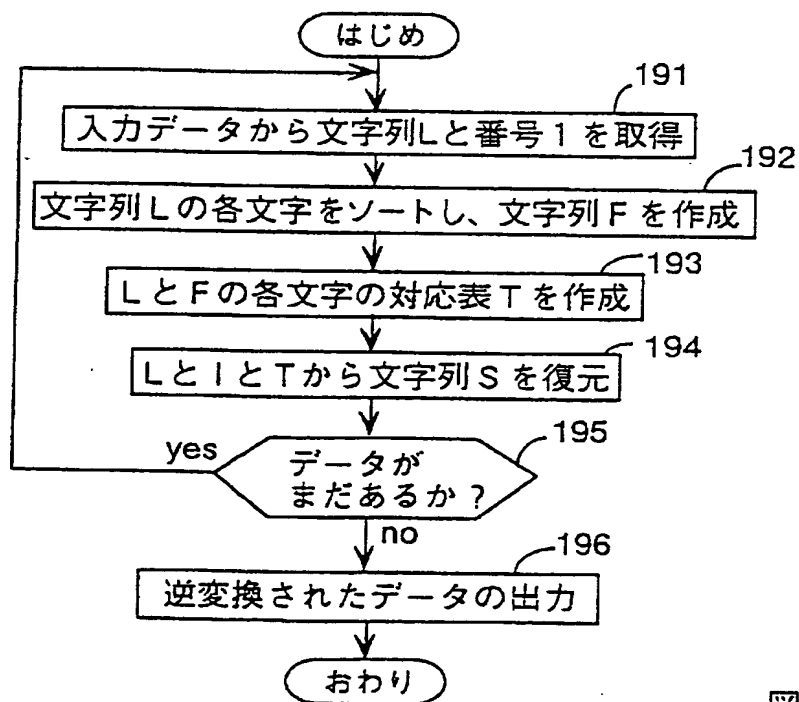 はじめ
191
入力データから文字列Lと番号1を取得
192
文字列Lの各文字をソートし、文字列Fを作成
193
LとFの各文字の対応表Tを作成
194
LとIとTから文字列Sを復元
195
yes
データが
まだあるか？
no
196
逆変換されたデータの出力
おわり
図